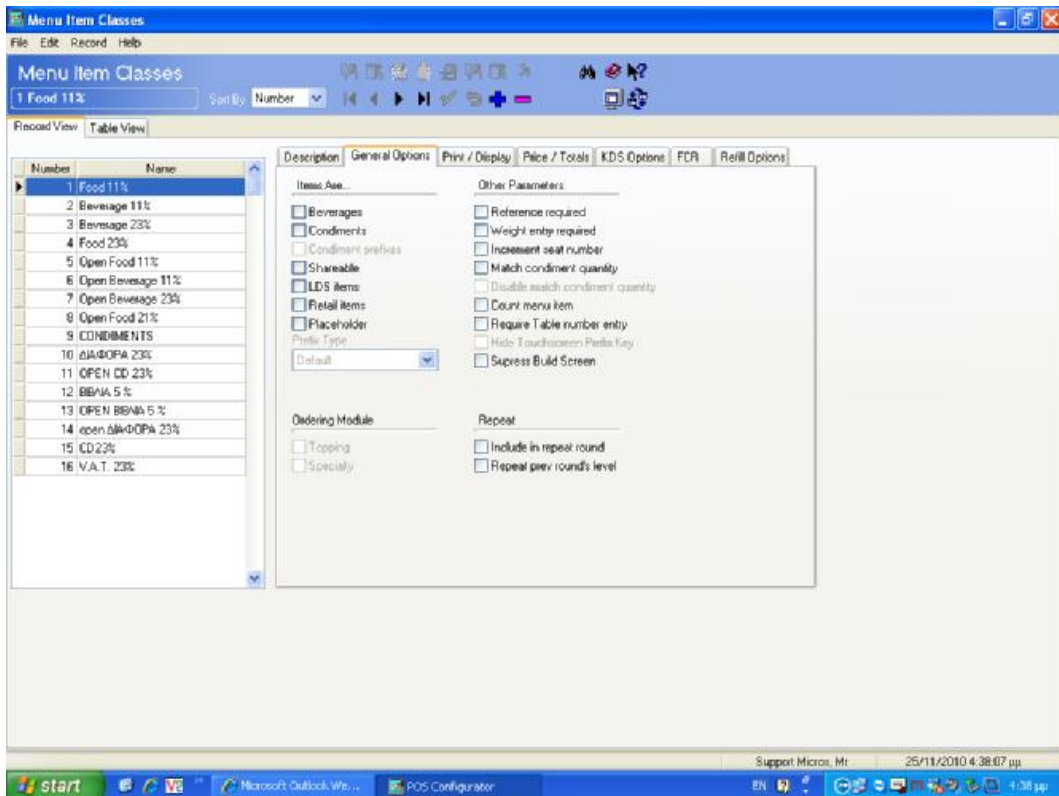 Menu Item Classes
File Edit Record Help
Menu Item Classes
1 Food 11%
Sort By Number
Record View Table View
Number Name
1 Food 11%
2 Beverage 11%
3 Beverage 23%
4 Food 23%
5 Open Food 11%
6 Open Beverage 11%
7 Open Beverage 23%
8 Open Food 21%
9 CONDIMENTS
10 ΔΙΑΦΟΡΑ 23%
11 OPEN CD 23%
12 ΒΙΒΛΙΑ 5 %
13 OPEN ΒΙΒΛΙΑ 5 %
14 open ΔΙΑΦΟΡΑ 23%
15 CD 23%
16 V.A.T. 23%
Description General Options Print / Display Price / Totals KDS Options FCR Refill Options
Items Are...
Beverages
Condiments
Condiment prefixes
Shareable
LDS items
Retail items
Placeholder
Prefix Type
Default
Other Parameters
Reference required
Weight entry required
Increment seat number
Match condiment quantity
Disable match condiment quantity
Count menu item
Require Table number entry
Hide Touchscreen Prefix Key
Supress Build Screen
Ordering Module
Topping
Specialty
Repeat
Include in repeat round
Repeat prev round's level
Support Micros, Mr 25/11/2010 4:38:07 μμ
start Microsoft Outlook We... POS Configurator EN 4:38 μμ